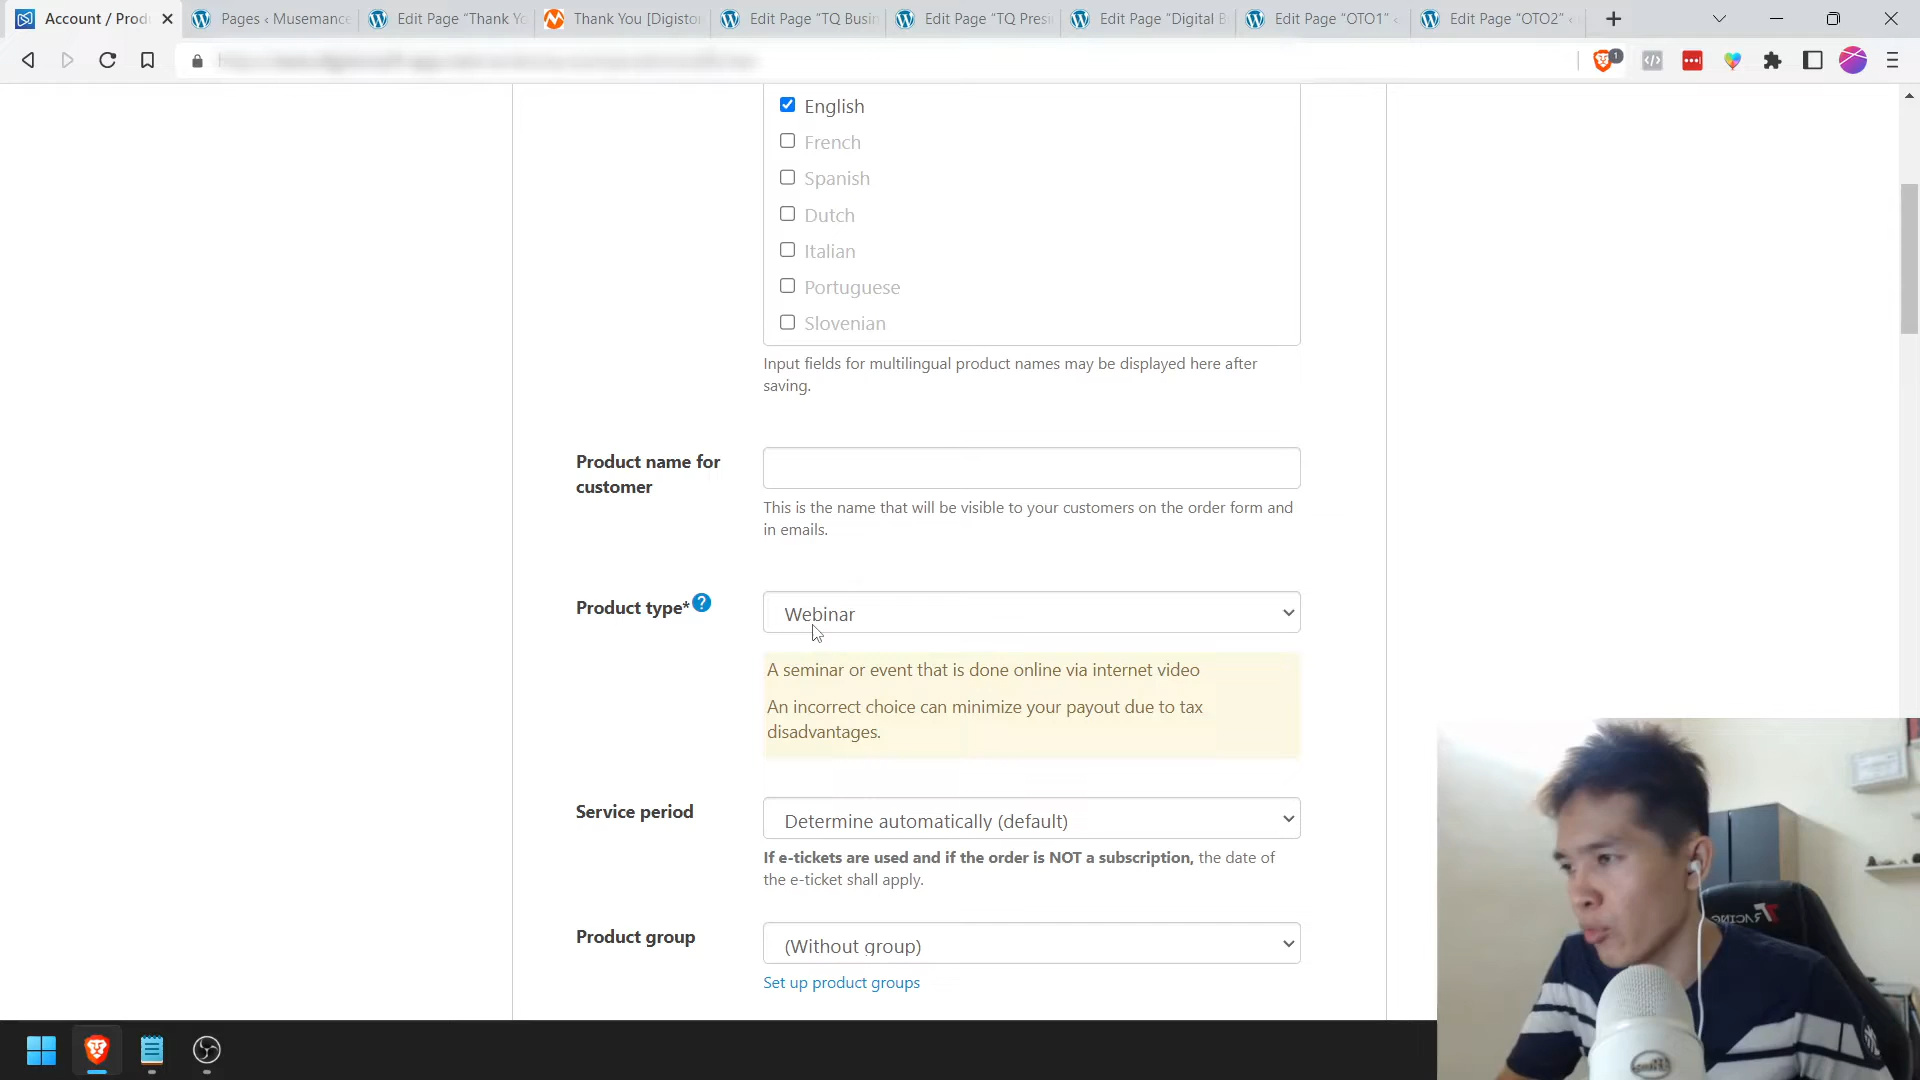 Account / Prod
Pages ‹ Musemance
Edit Page “Thank Yo
Thank You [Digistor
Edit Page “TQ Busin
Edit Page “TQ Presi
Edit Page “Digital B
Edit Page “OTO1” ‹
Edit Page “OTO2” ‹
1
English
French
Spanish
Dutch
Italian
Portuguese
Slovenian
Input fields for multilingual product names may be displayed here after
saving.
Product name for
customer
This is the name that will be visible to your customers on the order form and
in emails.
Product type*
?
Webinar
A seminar or event that is done online via internet video
An incorrect choice can minimize your payout due to tax
disadvantages.
Service period
Determine automatically (default)
If e-tickets are used and if the order is NOT a subscription, the date of
the e-ticket shall apply.
Product group
(Without group)
Set up product groups